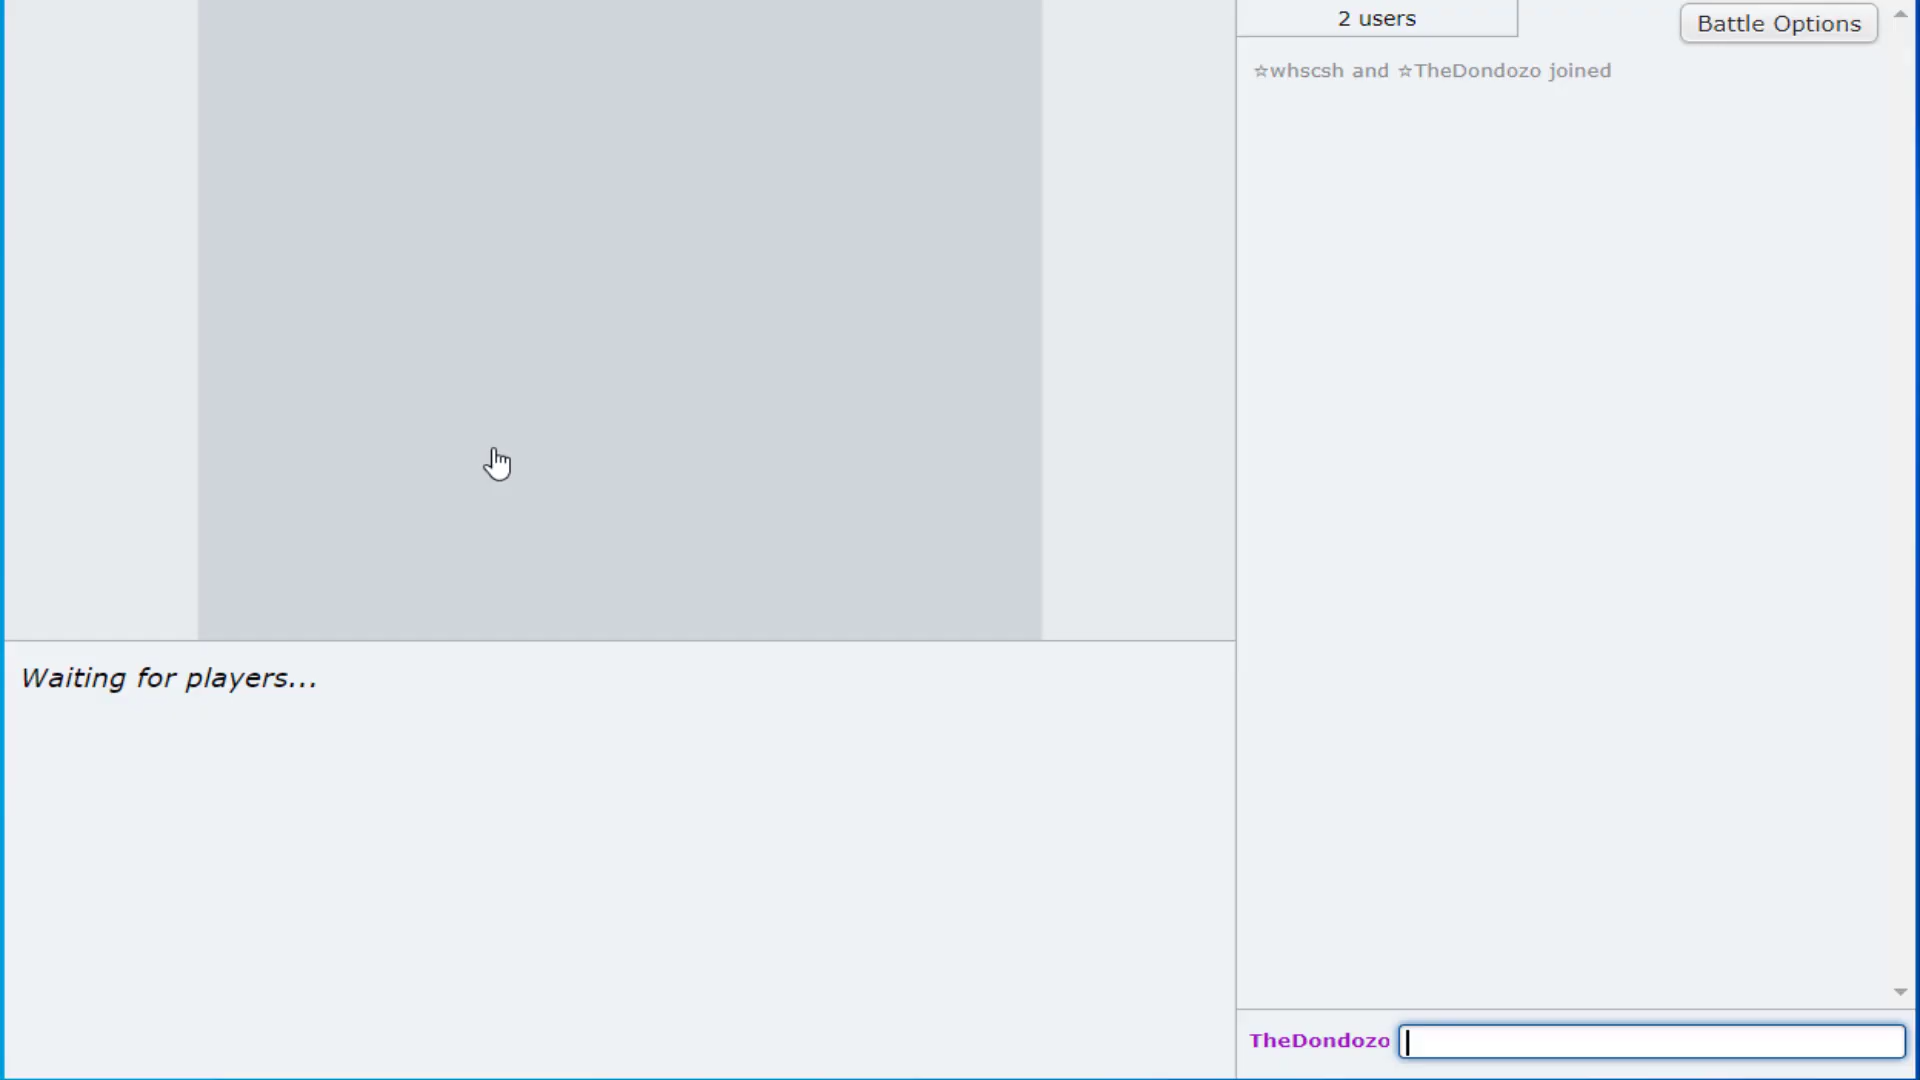 2 users
Battle Options
☆whscsh and ☆TheDondozo joined
Waiting for players...
TheDondozo